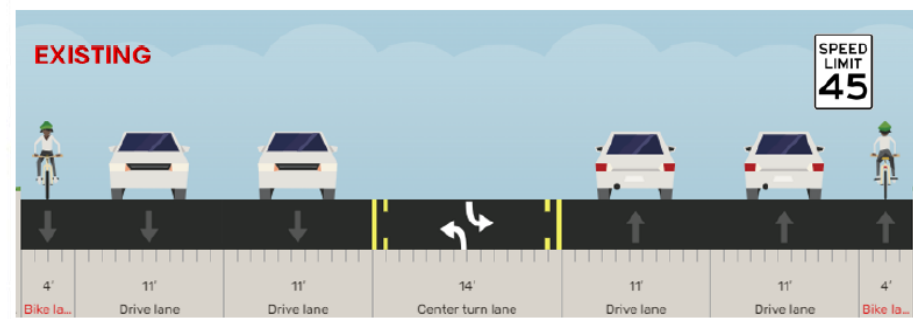 EXISTING
SPEED
LIMIT
45
4' 11' 11' 14' 11' 11' 4'
Bike la... Drive lane Drive lane Center turn lane Drive lane Drive lane Bike la...